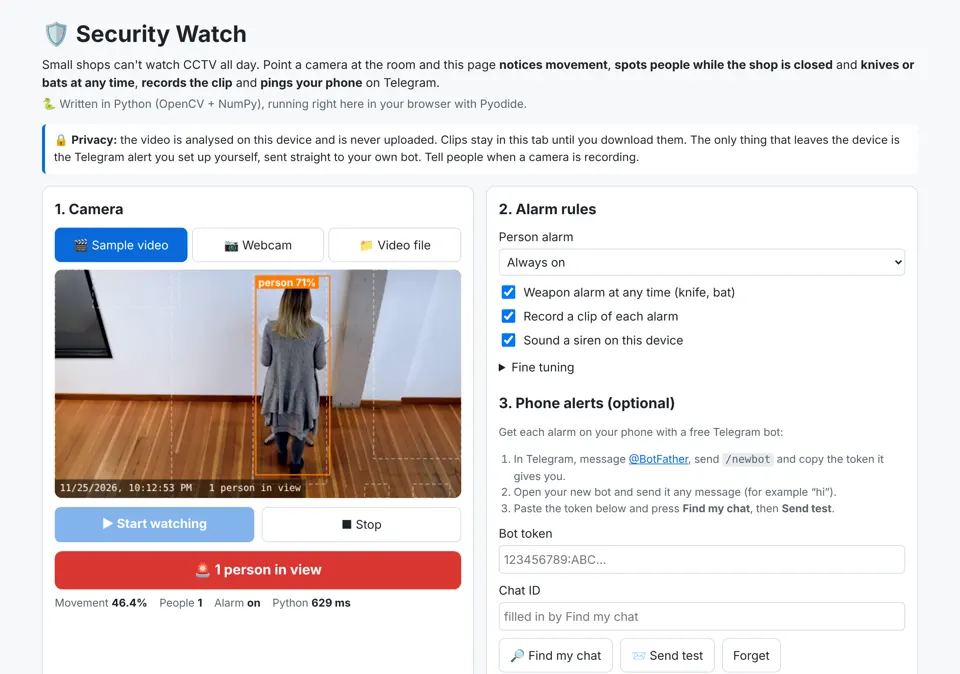 🛡️ Security Watch
Small shops can't watch CCTV all day. Point a camera at the room and this page notices movement, spots people while the shop is closed and knives or
bats at any time, records the clip and pings your phone on Telegram.
🐍 Written in Python (OpenCV + NumPy), running right here in your browser with Pyodide.
🔒 Privacy: the video is analysed on this device and is never uploaded. Clips stay in this tab until you download them. The only thing that leaves the device is
the Telegram alert you set up yourself, sent straight to your own bot. Tell people when a camera is recording.
1. Camera
🎬 Sample video
📷 Webcam
📁 Video file
person 71%
11/25/2026, 10:12:53 PM 1 person in view
▶ Start watching
■ Stop
🚨 1 person in view
Movement 46.4% People 1 Alarm on Python 629 ms
2. Alarm rules
Person alarm
Always on
Weapon alarm at any time (knife, bat)
Record a clip of each alarm
Sound a siren on this device
▶ Fine tuning
3. Phone alerts (optional)
Get each alarm on your phone with a free Telegram bot:
1. In Telegram, message @BotFather, send /newbot and copy the token it
gives you.
2. Open your new bot and send it any message (for example “hi”).
3. Paste the token below and press Find my chat, then Send test.
Bot token
123456789:ABC...
Chat ID
filled in by Find my chat
🔎 Find my chat
📨 Send test
Forget